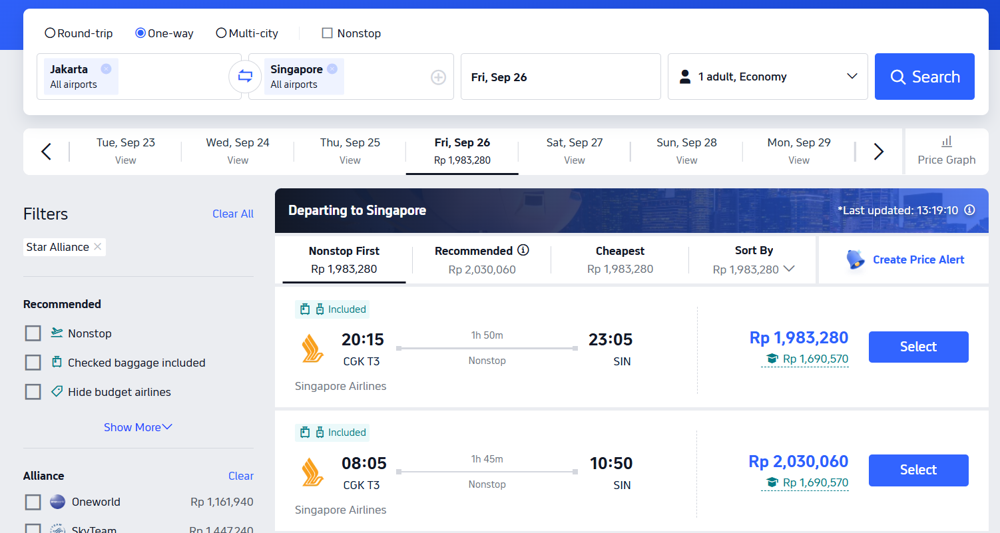 Round-trip One-way Multi-city Nonstop
Jakarta
All airports
Singapore
All airports
Fri, Sep 26
1 adult, Economy
Search
Tue, Sep 23
View
Wed, Sep 24
View
Thu, Sep 25
View
Fri, Sep 26
Rp 1,983,280
Sat, Sep 27
View
Sun, Sep 28
View
Mon, Sep 29
View
Price Graph
Filters Clear All
Star Alliance
Recommended
Nonstop
Checked baggage included
Hide budget airlines
Show More
Alliance Clear
Oneworld Rp 1,161,940
SkyTeam Rp 1,447,240
Departing to Singapore *Last updated: 13:19:10
Nonstop First
Rp 1,983,280
Recommended
Rp 2,030,060
Cheapest
Rp 1,983,280
Sort By
Rp 1,983,280
Create Price Alert
Included
20:15 1h 50m 23:05
CGK T3 Nonstop SIN
Singapore Airlines
Rp 1,983,280
Rp 1,690,570
Select
Included
08:05 1h 45m 10:50
CGK T3 Nonstop SIN
Singapore Airlines
Rp 2,030,060
Rp 1,690,570
Select